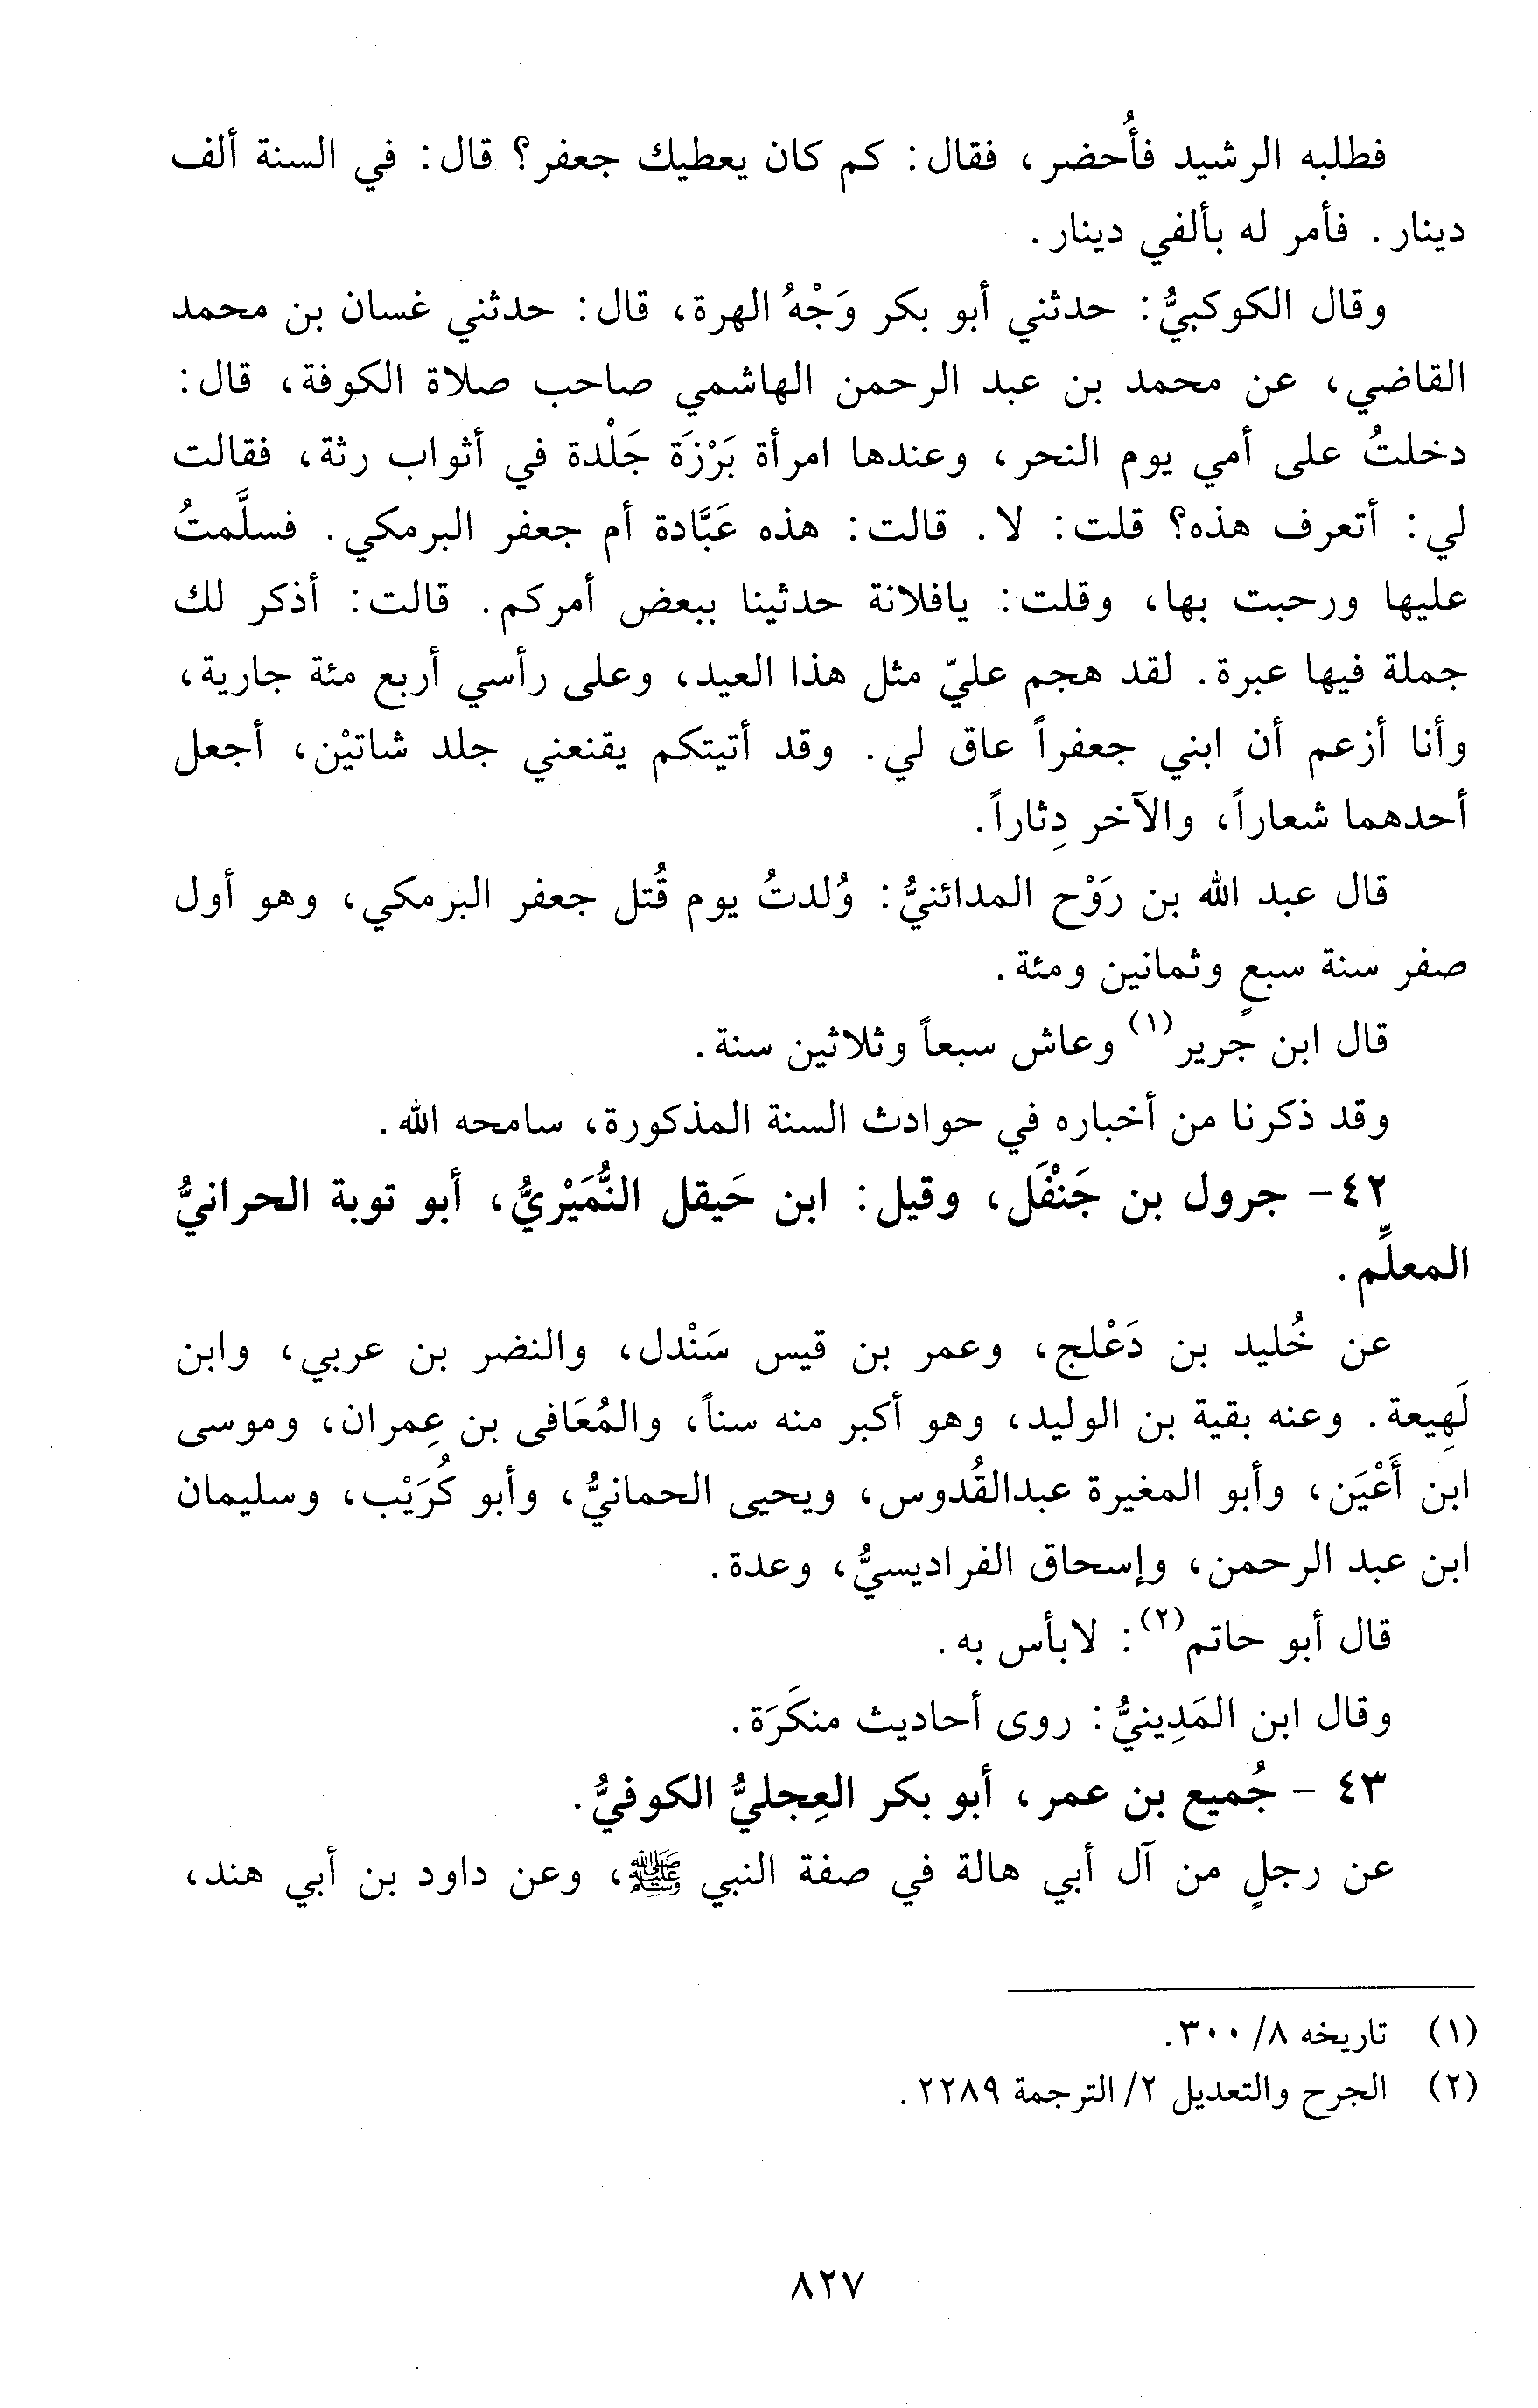 فطلبه الرشيد فأُحضر، فقال: كم كان يعطيك جعفر؟ قال: في السنة ألف
دينار. فأمر له بألفي دينار.
وقال الكوكبيُّ: حدثني أبو بكر وَجْهُ الهرة، قال: حدثني غسان بن محمد
القاضي، عن محمد بن عبد الرحمن الهاشمي صاحب صلاة الكوفة، قال:
دخلتُ على أمي يوم النحر، وعندها امرأة بَرْزَة جَلْدة في أثواب رثة، فقالت
لي: أتعرف هذه؟ قلت: لا. قالت: هذه عَبَّادة أم جعفر البرمكي. فسلَّمتُ
عليها ورحبت بها، وقلت: يافلانة حدثينا ببعض أمركم. قالت: أذكر لك
جملة فيها عبرة. لقد هجم عليّ مثل هذا العيد، وعلى رأسي أربع مئة جارية،
وأنا أزعم أن ابني جعفراً عاق لي. وقد أتيتكم يقنعني جلد شاتيْن، أجعل
أحدهما شعاراً، والآخر دِثاراً.
قال عبد الله بن رَوْح المدائنيُّ: وُلدتُ يوم قُتل جعفر البرمكي، وهو أول
صفر سنة سبعٍ وثمانين ومئة.
قال ابن جرير(١) وعاش سبعاً وثلاثين سنة.
وقد ذكرنا من أخباره في حوادث السنة المذكورة، سامحه الله.
٤٢- جرول بن جَنْفَل، وقيل: ابن حَيقل النُّمَيْريُّ، أبو توبة الحرانيُّ
المعلِّم.
عن خُليد بن دَعْلج، وعمر بن قيس سَنْدل، والنضر بن عربي، وابن
لَهِيعة. وعنه بقية بن الوليد، وهو أكبر منه سناً، والمُعَافى بن عِمران، وموسى
ابن أَعْيَن، وأبو المغيرة عبدالقُدوس، ويحيى الحمانيُّ، وأبو كُرَيْب، وسليمان
ابن عبد الرحمن، وإسحاق الفراديسيُّ، وعدة.
قال أبو حاتم(٢): لابأس به.
وقال ابن المَدِينيُّ: روى أحاديث منكَرَة.
٤٣ - جُميع بن عمر، أبو بكر العِجليُّ الكوفيُّ.
عن رجلٍ من آل أبي هالة في صفة النبي ﷺ، وعن داود بن أبي هند،
(١) تاريخه ٨/ ٣٠٠.
(٢) الجرح والتعديل ٢/ الترجمة ٢٢٨٩.
٨٢٧